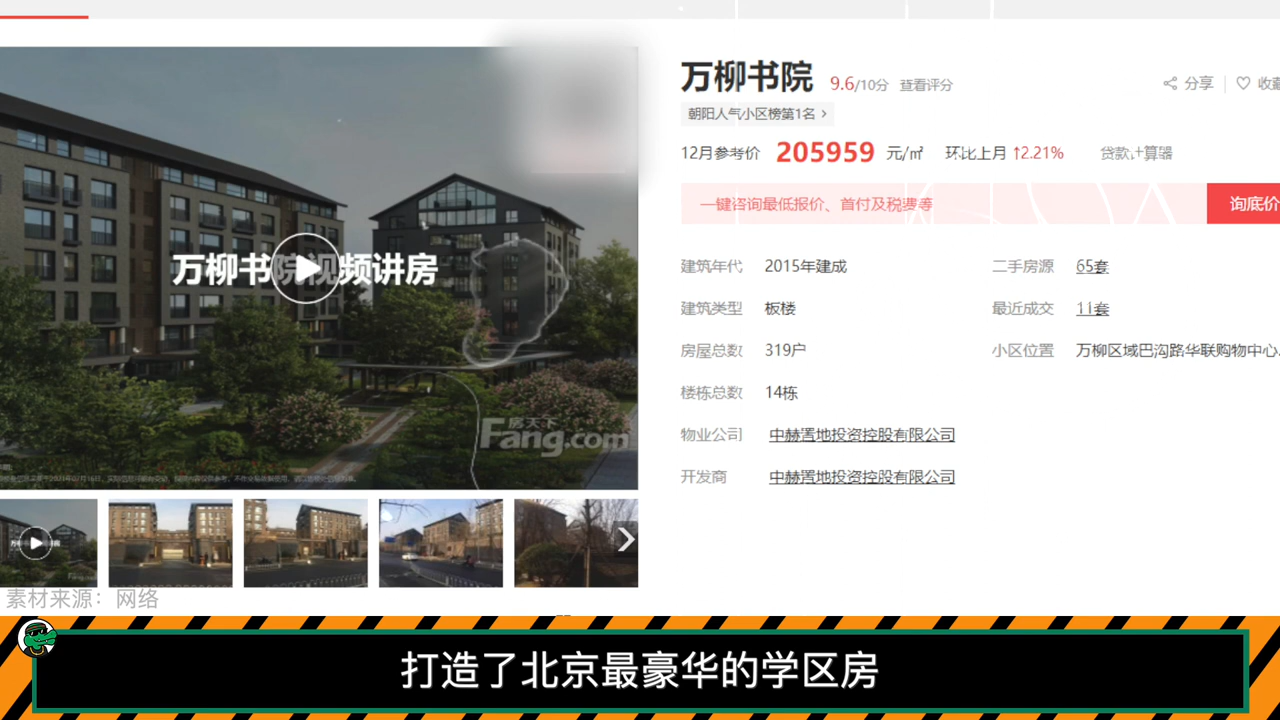 万柳书院 9.6/10分 查看评分
分享 收藏
朝阳人气小区榜第1名 >
12月参考价 205959 元/㎡ 环比上月 ↑2.21% 贷款计算器
一键咨询最低报价、首付及税费等 询底价
建筑年代 2015年建成 二手房源 65套
建筑类型 板楼 最近成交 11套
房屋总数 319户 小区位置 万柳区域巴沟路华联购物中心
楼栋总数 14栋
物业公司 中赫置地投资控股有限公司
开发商 中赫置地投资控股有限公司
万柳书院视频讲房
房天下
Fang.com
素材来源：网络
打造了北京最豪华的学区房